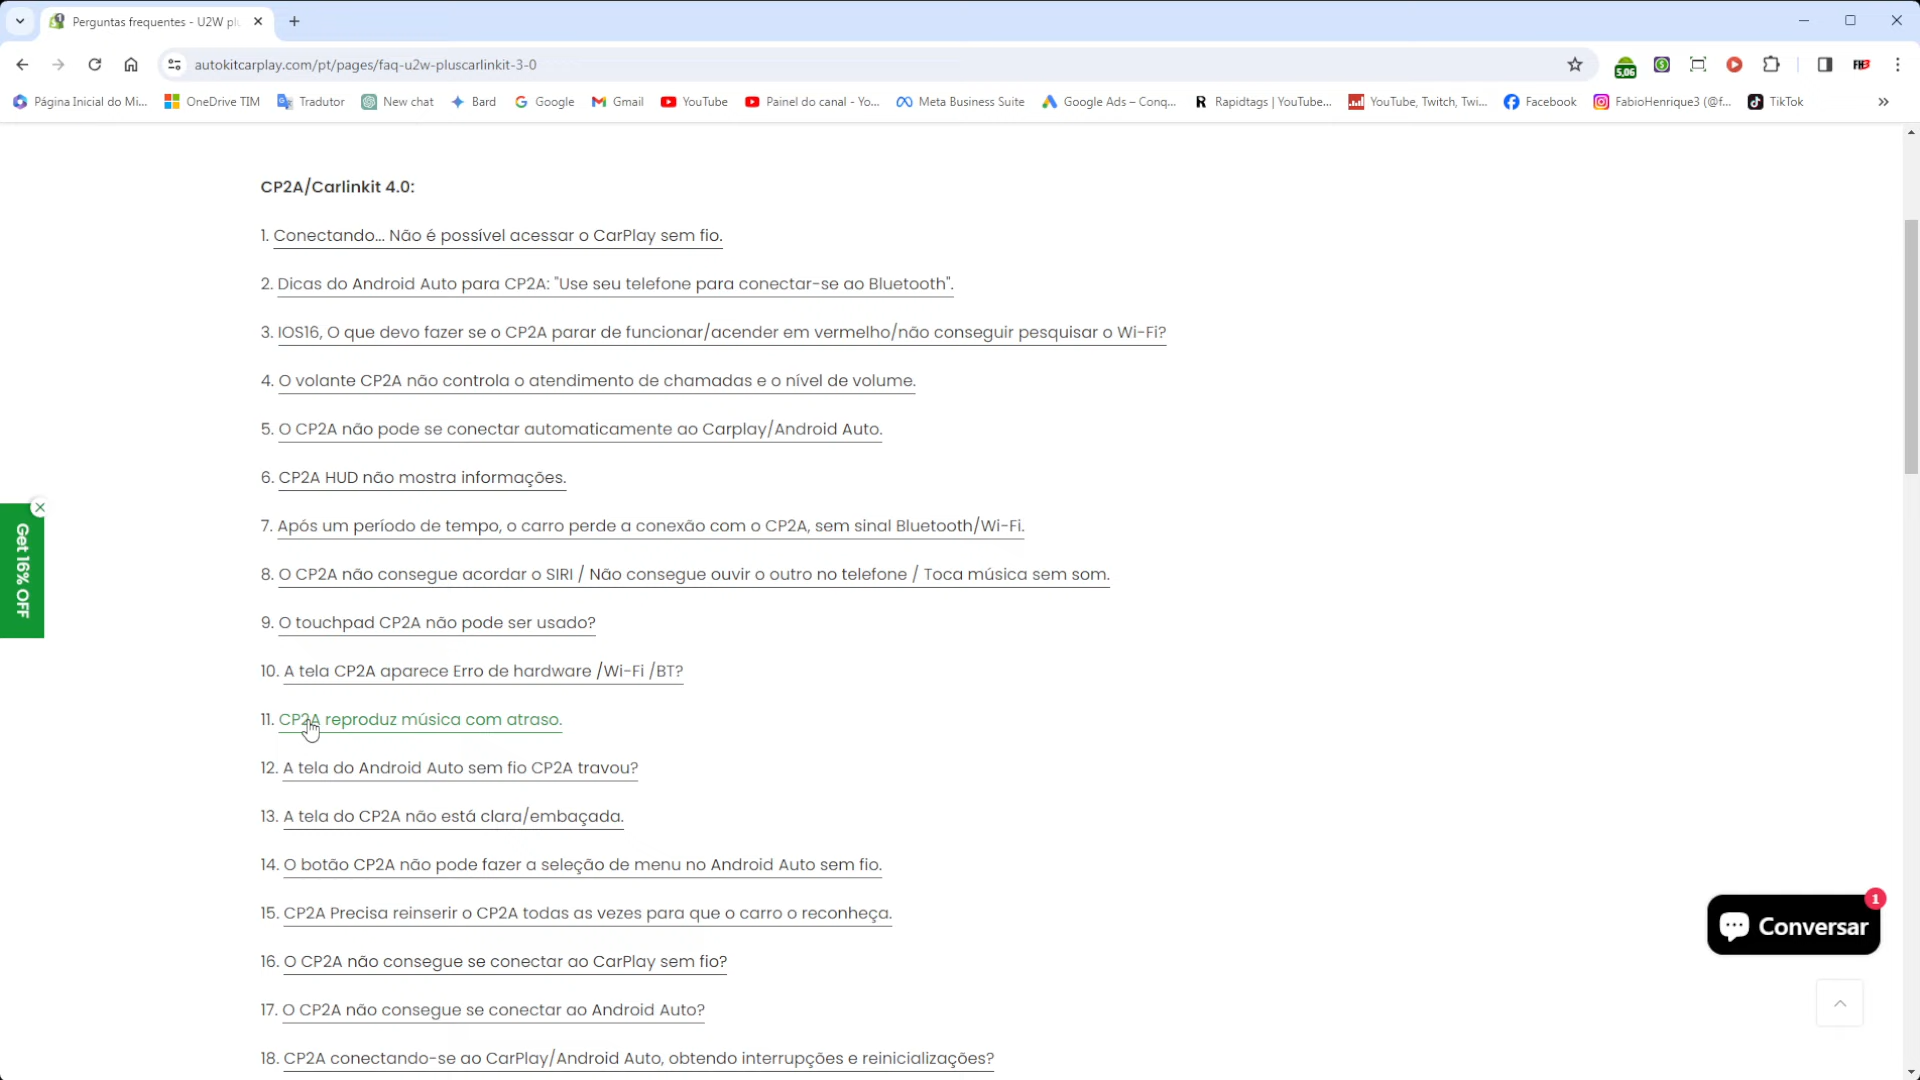 Perguntas frequentes - U2W plu
autokitcarplay.com/pt/pages/faq-u2w-pluscarlinkit-3-0
5,06
FH3
Página Inicial do Mi...
OneDrive TIM
Tradutor
New chat
Bard
Google
Gmail
YouTube
Painel do canal - Yo...
Meta Business Suite
Google Ads – Conq...
Rapidtags | YouTube...
YouTube, Twitch, Twi...
Facebook
FabioHenrique3 (@f...
TikTok
CP2A/Carlinkit 4.0:
1. Conectando... Não é possível acessar o CarPlay sem fio.
2. Dicas do Android Auto para CP2A: "Use seu telefone para conectar-se ao Bluetooth".
3. IOS16, O que devo fazer se o CP2A parar de funcionar/acender em vermelho/não conseguir pesquisar o Wi-Fi?
4. O volante CP2A não controla o atendimento de chamadas e o nível de volume.
5. O CP2A não pode se conectar automaticamente ao Carplay/Android Auto.
6. CP2A HUD não mostra informações.
7. Após um período de tempo, o carro perde a conexão com o CP2A, sem sinal Bluetooth/Wi-Fi.
8. O CP2A não consegue acordar o SIRI / Não consegue ouvir o outro no telefone / Toca música sem som.
9. O touchpad CP2A não pode ser usado?
10. A tela CP2A aparece Erro de hardware /Wi-Fi /BT?
11. CP2A reproduz música com atraso.
12. A tela do Android Auto sem fio CP2A travou?
13. A tela do CP2A não está clara/embaçada.
14. O botão CP2A não pode fazer a seleção de menu no Android Auto sem fio.
15. CP2A Precisa reinserir o CP2A todas as vezes para que o carro o reconheça.
16. O CP2A não consegue se conectar ao CarPlay sem fio?
17. O CP2A não consegue se conectar ao Android Auto?
18. CP2A conectando-se ao CarPlay/Android Auto, obtendo interrupções e reinicializações?
Get 16% OFF
1
Conversar